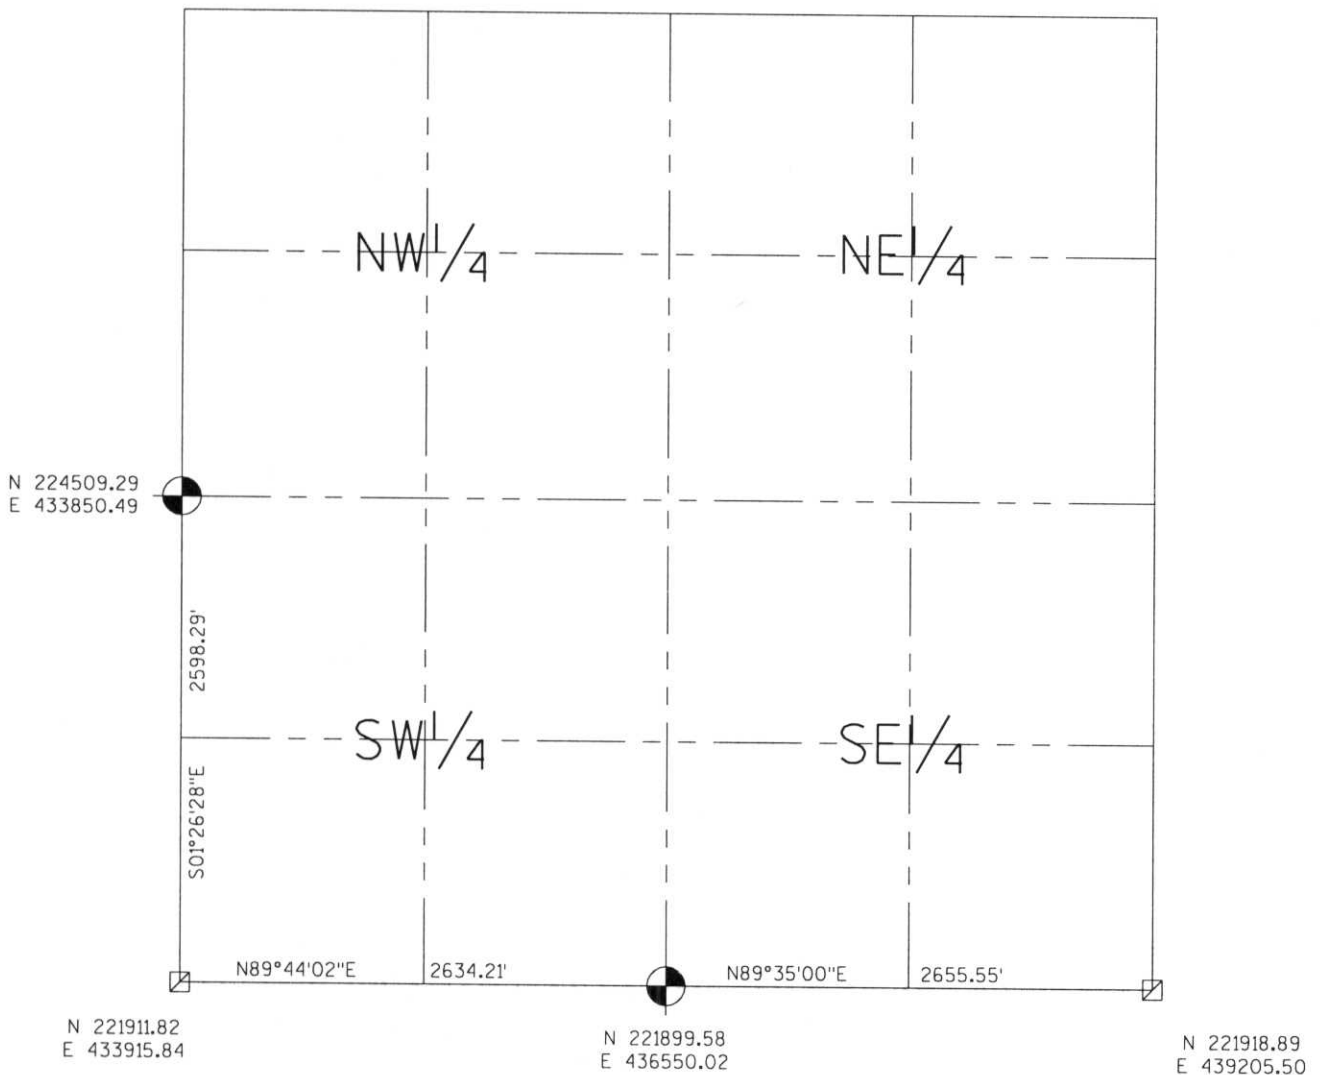 NW1/4
NE1/4
N 224509.29
E 433850.49
2598.29'
SW1/4
SE1/4
S01°26'28"E
N89°44'02"E
2634.21'
N89°35'00"E
2655.55'
N 221911.82
E 433915.84
N 221899.58
E 436550.02
N 221918.89
E 439205.50